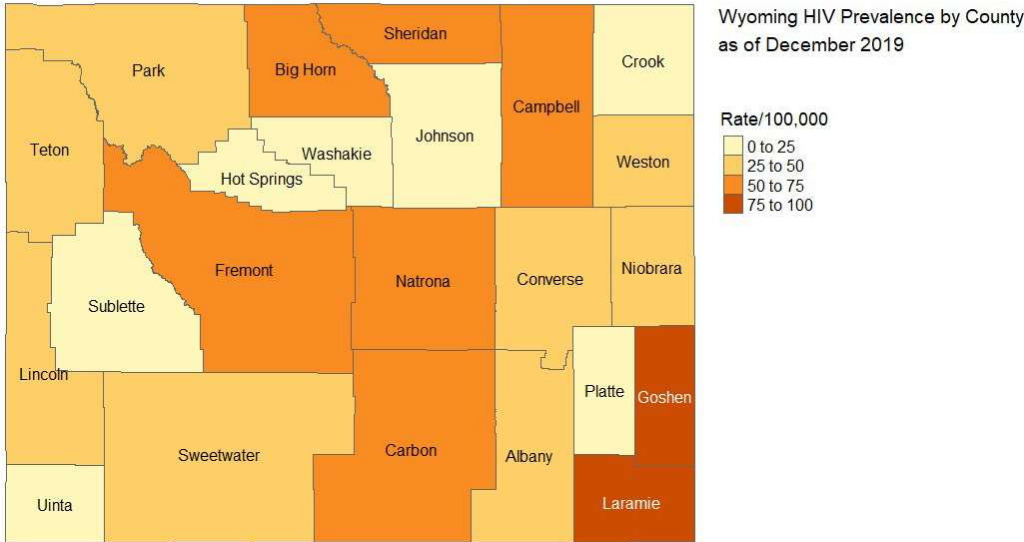 Wyoming HIV Prevalence by County
as of December 2019
Rate/100,000
0 to 25
25 to 50
50 to 75
75 to 100
Sheridan
Crook
Park
Big Horn
Campbell
Johnson
Teton
Washakie
Weston
Hot Springs
Fremont
Natrona
Converse
Niobrara
Sublette
Lincoln
Platte
Goshen
Sweetwater
Carbon
Albany
Uinta
Laramie